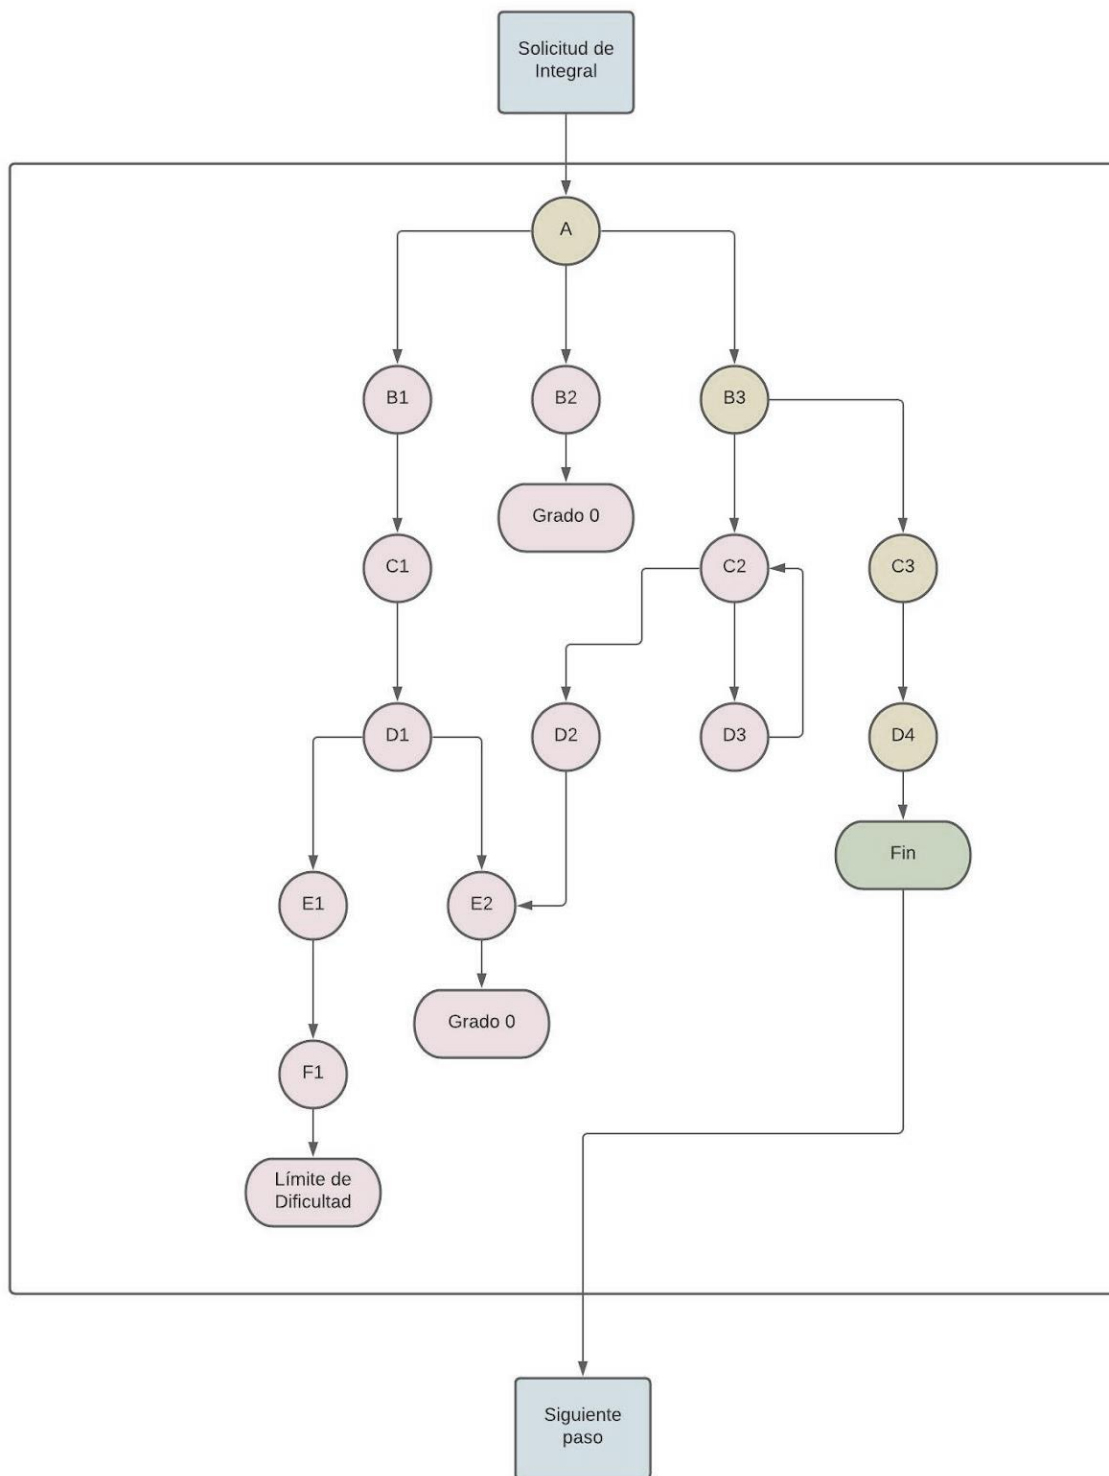 Solicitud de
Integral
A
B1
B2
B3
Grado 0
C1
C2
C3
D1
D2
D3
D4
Fin
E1
E2
Grado 0
F1
Límite de
Dificultad
Siguiente
paso